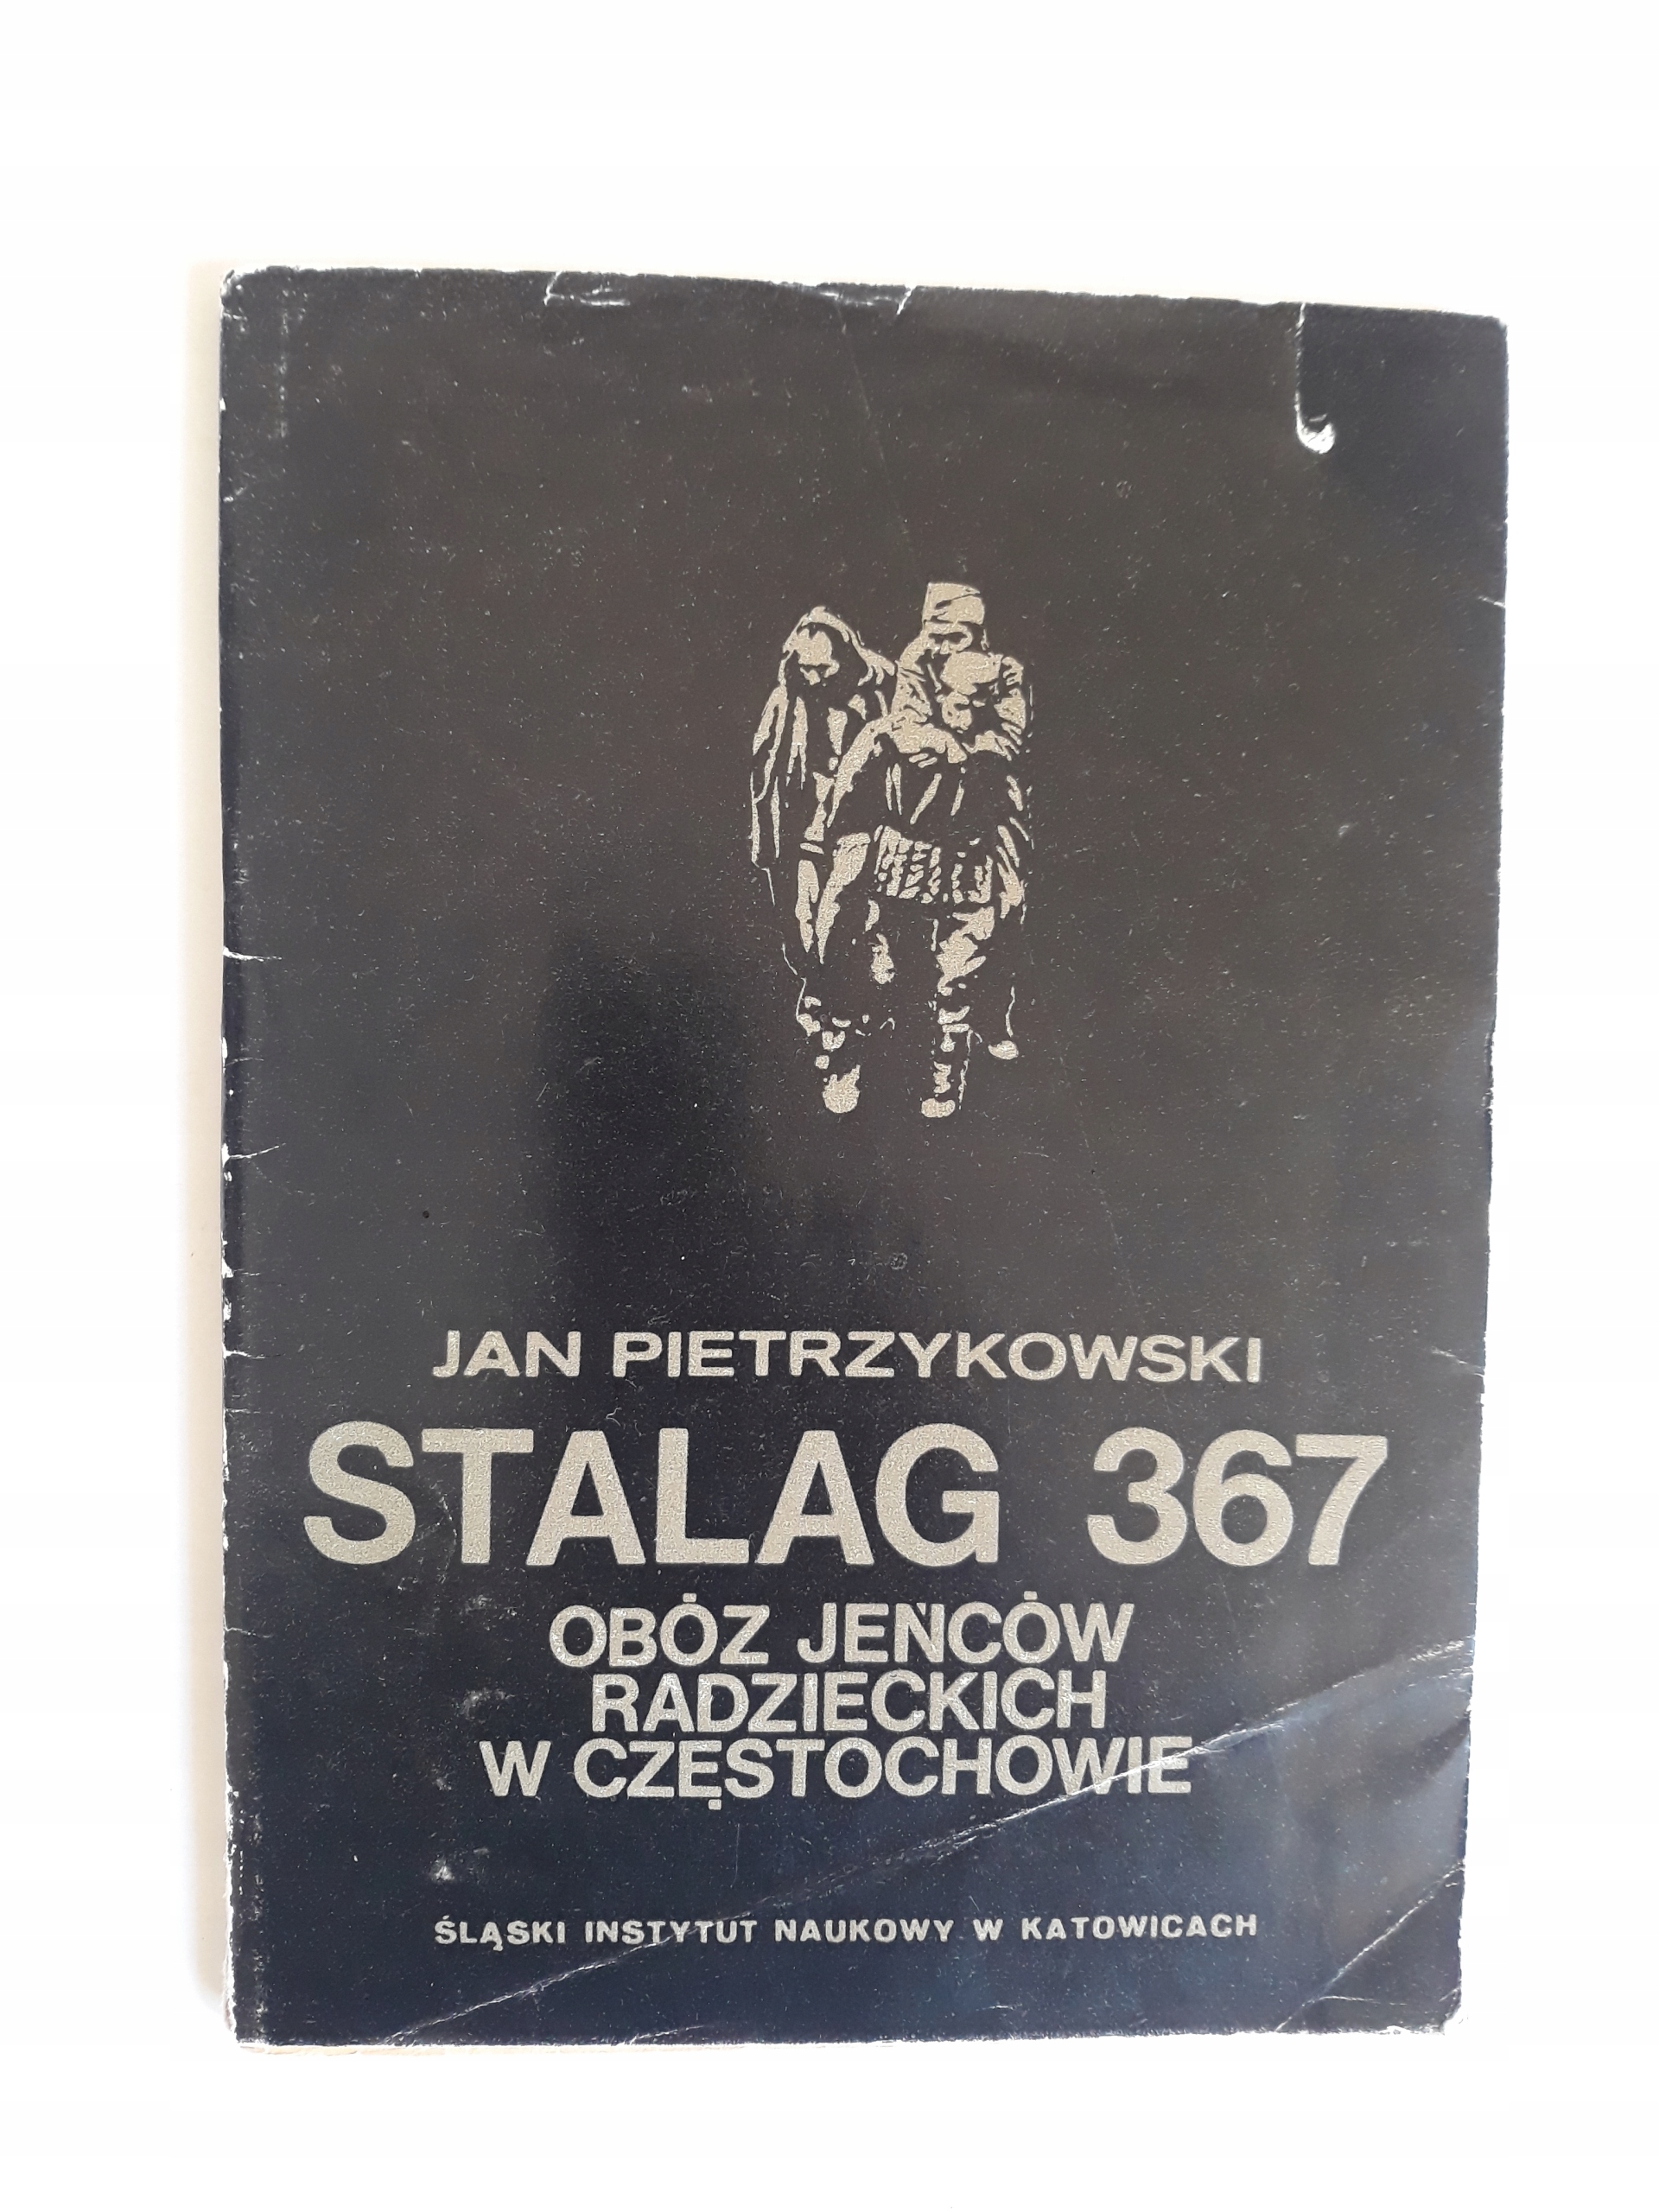 JAN PIETRZYKOWSKI
STALAG 367
OBÓZ JEŃCÓW
RADZIECKICH
W CZĘSTOCHOWIE
ŚLĄSKI INSTYTUT NAUKOWY W KATOWICACH